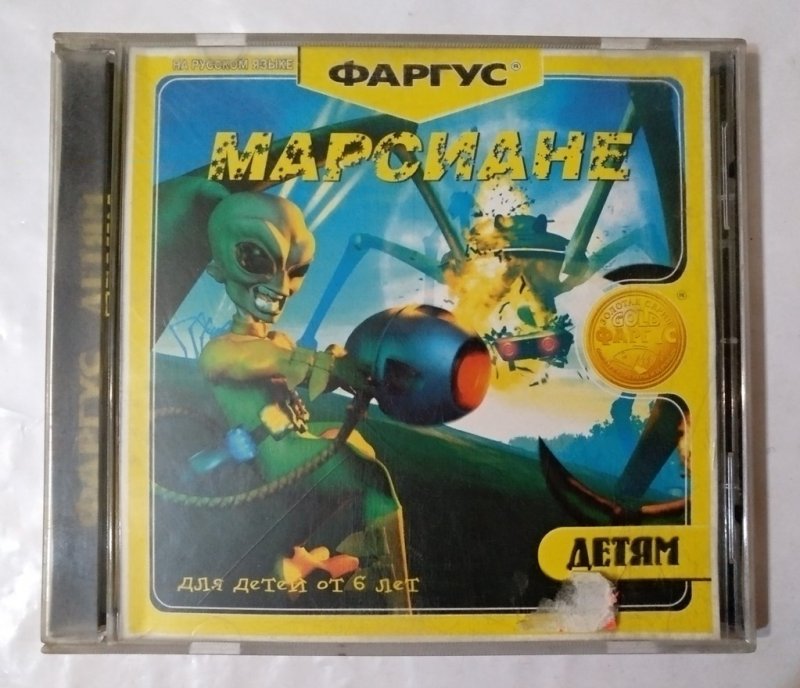 НА РУССКОМ ЯЗЫКЕ
ФАРГУС®
МАРСИАНЕ
ЗОЛОТАЯ СЕРИЯ
GOLD
ФАРГУС
ДЕТЯМ
для детей от 6 лет
ФАРГУС